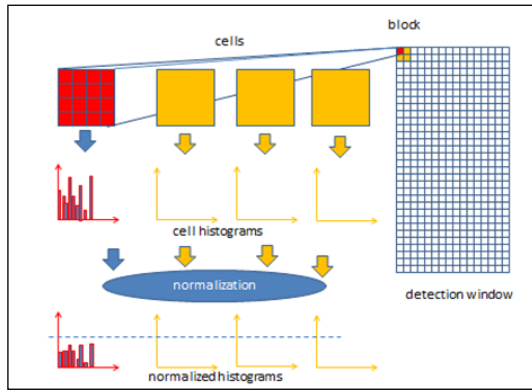 block
cells
cell histograms
normalization
detection window
normalized histograms